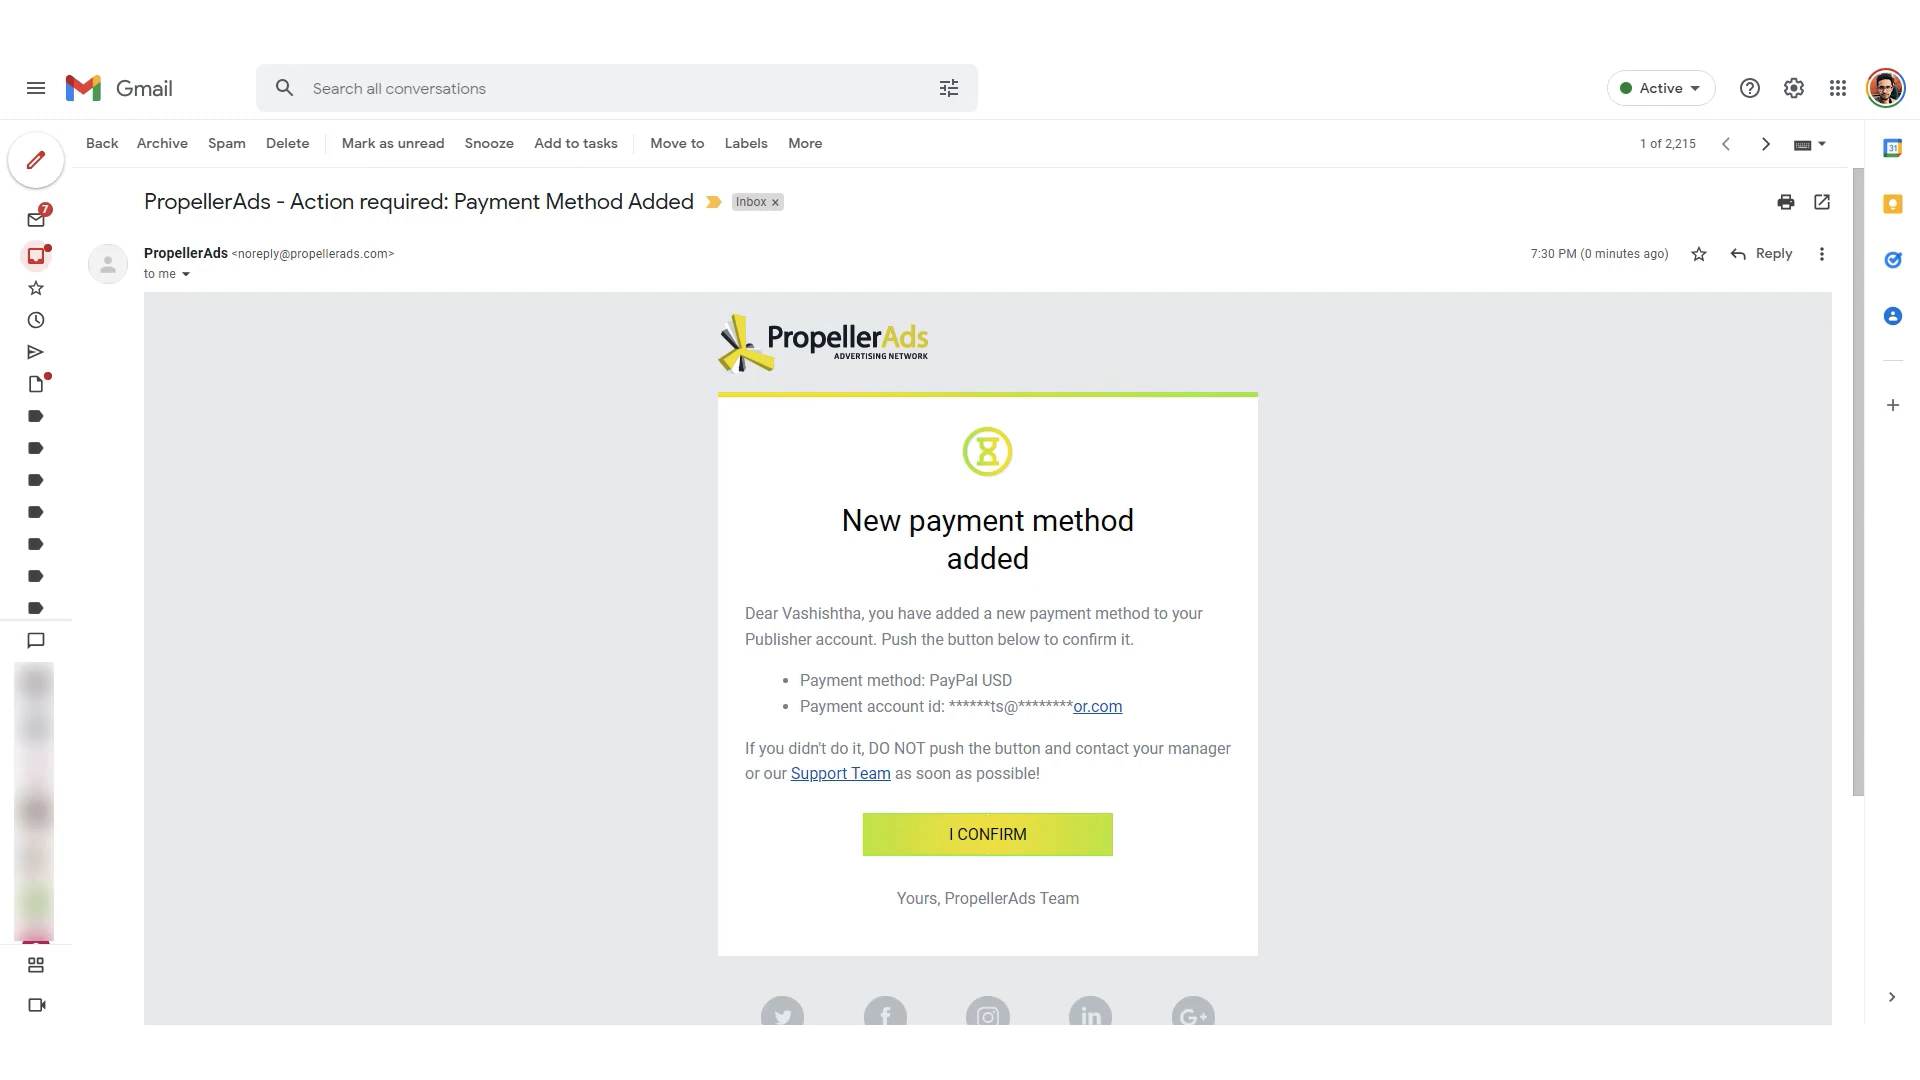 Gmail
Search all conversations
Active
Back Archive Spam Delete Mark as unread Snooze Add to tasks Move to Labels More
1 of 2,215
31
7
PropellerAds - Action required: Payment Method Added
Inbox ×
PropellerAds <noreply@propellerads.com>
7:30 PM (0 minutes ago)
Reply
to me
PropellerAds
ADVERTISING NETWORK
New payment method
added
Dear Vashishtha, you have added a new payment method to your
Publisher account. Push the button below to confirm it.
• Payment method: PayPal USD
• Payment account id: ******ts@********or.com
If you didn't do it, DO NOT push the button and contact your manager
or our Support Team as soon as possible!
I CONFIRM
Yours, PropellerAds Team
f
in
G+